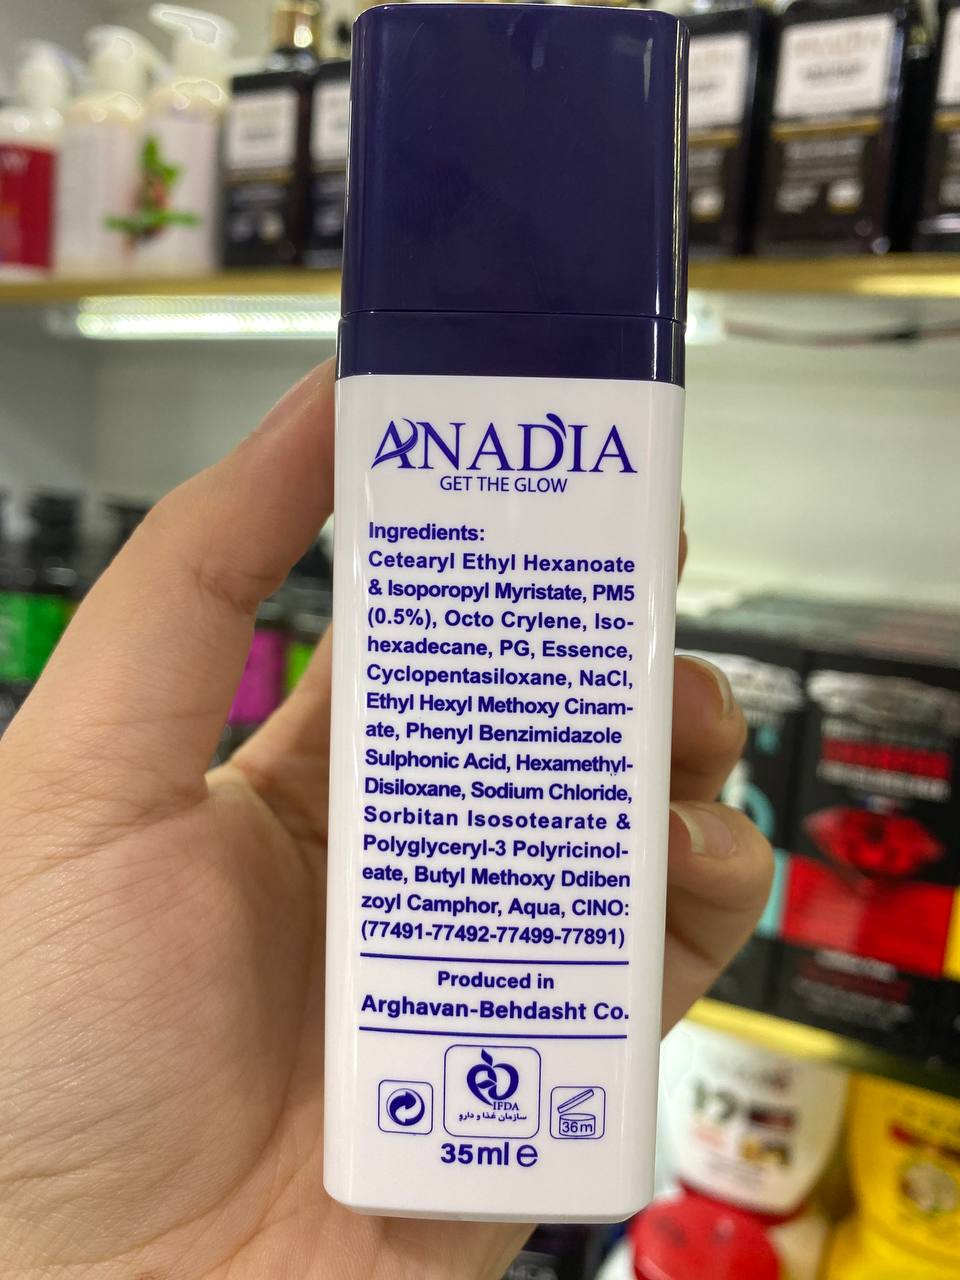 ANADIA
GET THE GLOW
Ingredients:
Cetearyl Ethyl Hexanoate
& Isoporopyl Myristate, PM5
(0.5%), Octo Crylene, Iso-
hexadecane, PG, Essence,
Cyclopentasiloxane, NaCl,
Ethyl Hexyl Methoxy Cinam-
ate, Phenyl Benzimidazole
Sulphonic Acid, Hexamethyl-
Disiloxane, Sodium Chloride,
Sorbitan Isosotearate &
Polyglyceryl-3 Polyricinol-
eate, Butyl Methoxy Ddiben
zoyl Camphor, Aqua, CINO:
(77491-77492-77499-77891)
Produced in
Arghavan-Behdasht Co.
IFDA
سازمان غذا و دارو
36m
35ml e